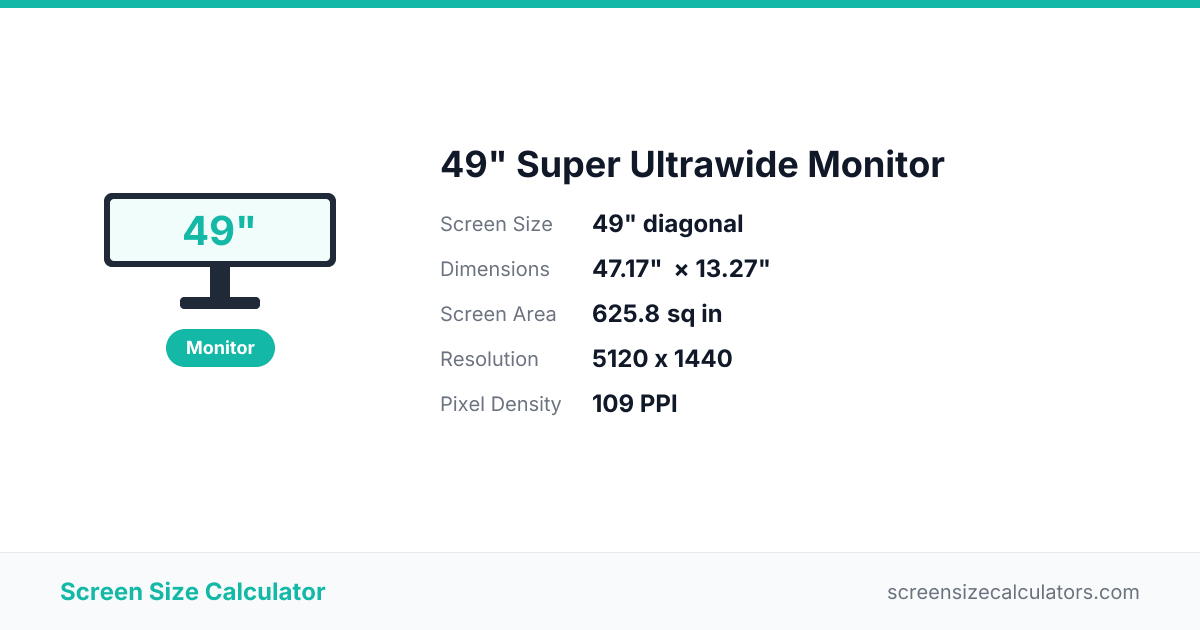 49"
Monitor
49" Super Ultrawide Monitor
Screen Size 49" diagonal
Dimensions 47.17" × 13.27"
Screen Area 625.8 sq in
Resolution 5120 x 1440
Pixel Density 109 PPI
Screen Size Calculator
screensizecalculators.com